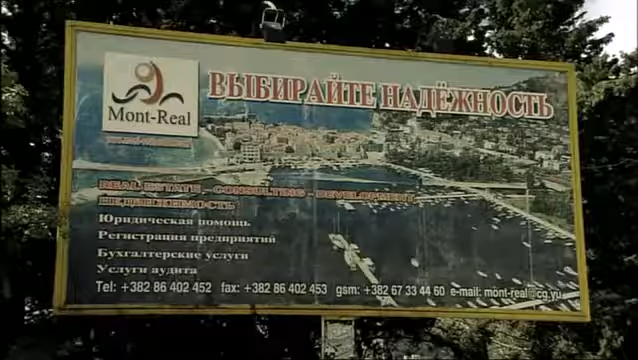 ВЫБИРАЙТЕ НАДЁЖНОСТЬ
Mont-Real
REAL ESTATE - CONSULTING - DEVELOPMENT
НЕДВИЖИМОСТЬ
Юридическая помощь
Регистрация предприятий
Бухгалтерские услуги
Услуги аудита
Tel: +382 86 402 452 fax: +382 86 402 453 gsm: +382 67 33 44 60 e-mail: mont-real@cg.yu